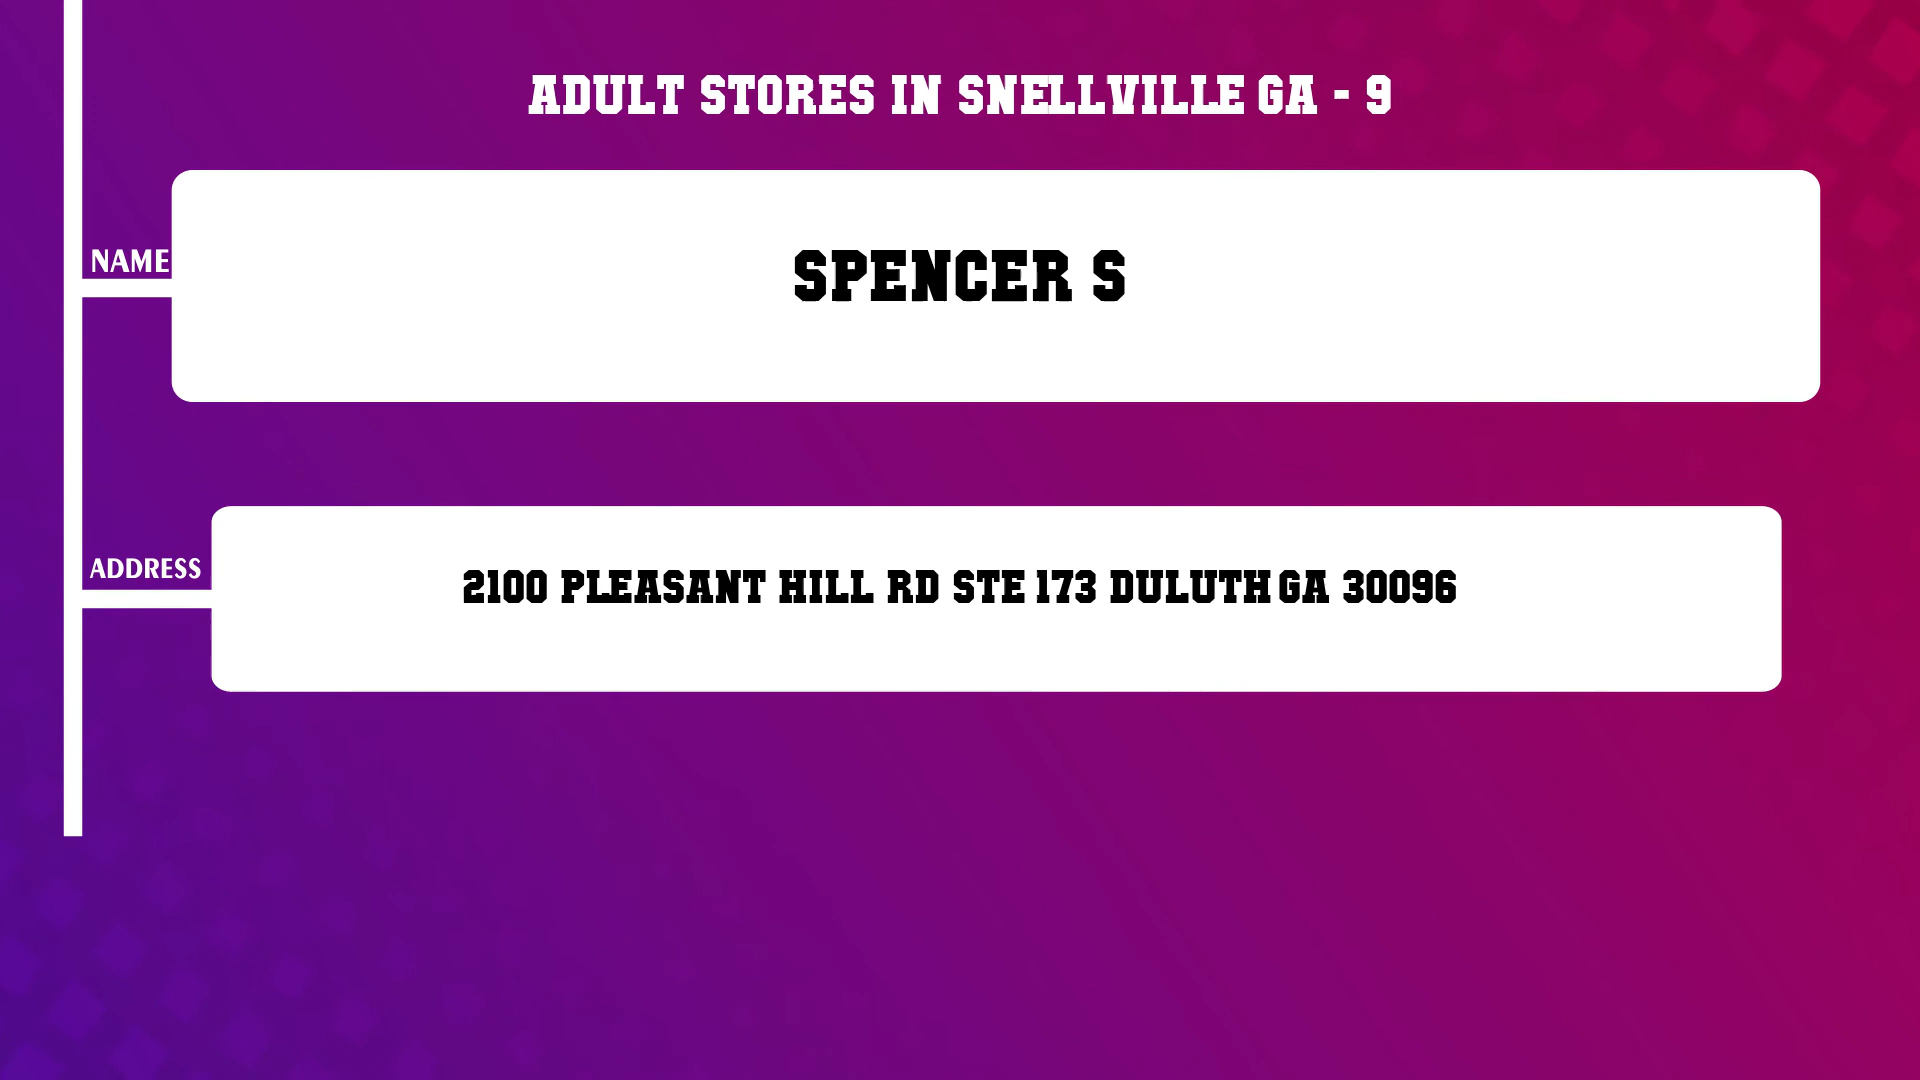 ADULT STORES IN SNELLVILLE GA - 9
NAME
SPENCER S
ADDRESS
2100 PLEASANT HILL RD STE 173 DULUTH GA 30096